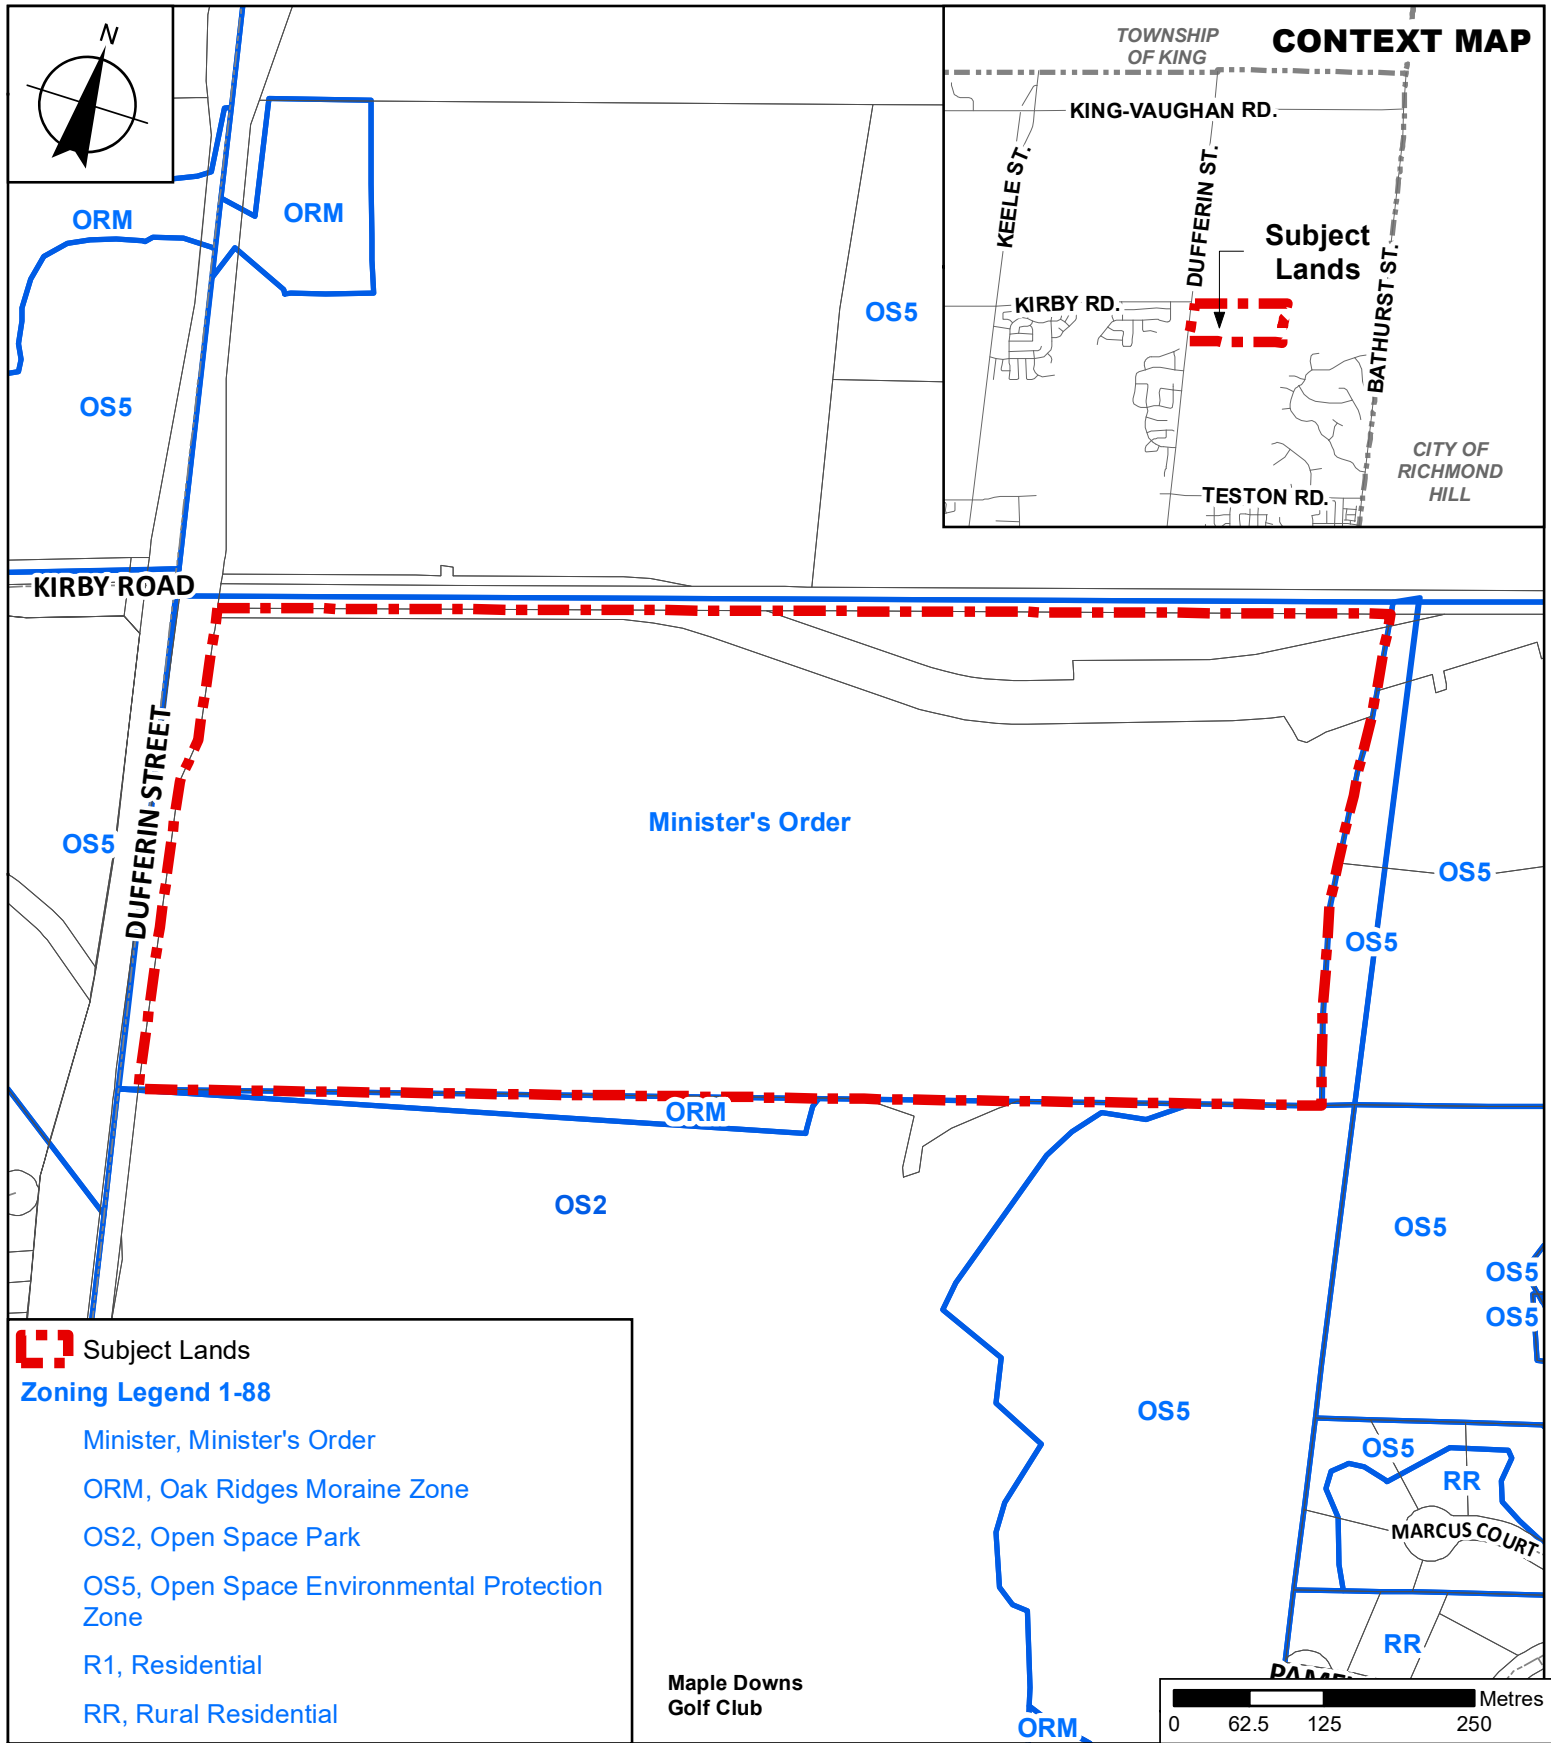 N
CONTEXT MAP
TOWNSHIP
OF KING
KING-VAUGHAN RD.
KEELE ST.
DUFFERIN ST.
Subject
Lands
BATHURST ST.
KIRBY RD.
CITY OF
RICHMOND
HILL
TESTON RD.
ORM
ORM
OS5
OS5
KIRBY ROAD
DUFFERIN STREET
Minister's Order
OS5
OS5
OS5
ORM
OS2
OS5
OS5
OS5
OS5
OS5
RR
MARCUS COURT
RR
Maple Downs
Golf Club
ORM
Subject Lands
Zoning Legend 1-88
Minister, Minister's Order
ORM, Oak Ridges Moraine Zone
OS2, Open Space Park
OS5, Open Space Environmental Protection
Zone
R1, Residential
RR, Rural Residential
Metres
0 62.5 125 250